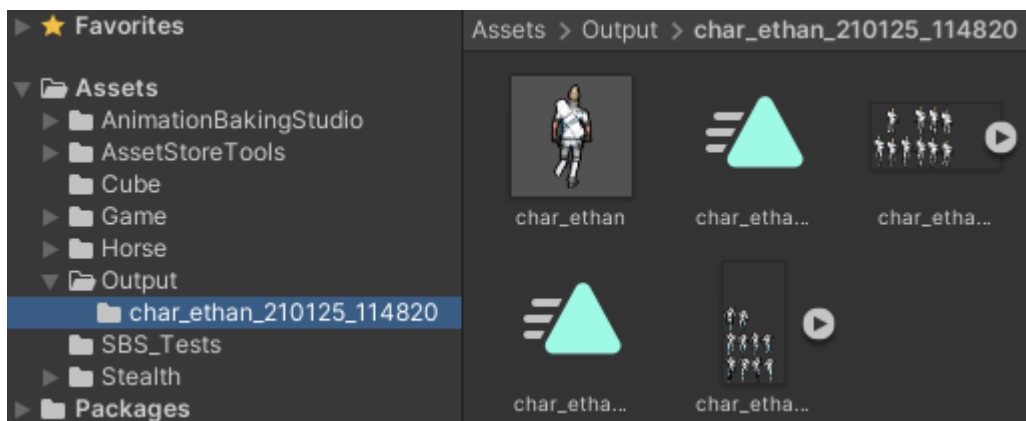 Favorites
Assets
AnimationBakingStudio
AssetStoreTools
Cube
Game
Horse
Output
char_ethan_210125_114820
SBS_Tests
Stealth
Packages
Assets > Output > char_ethan_210125_114820
char_ethan
char_etha...
char_etha...
char_etha...
char_etha...